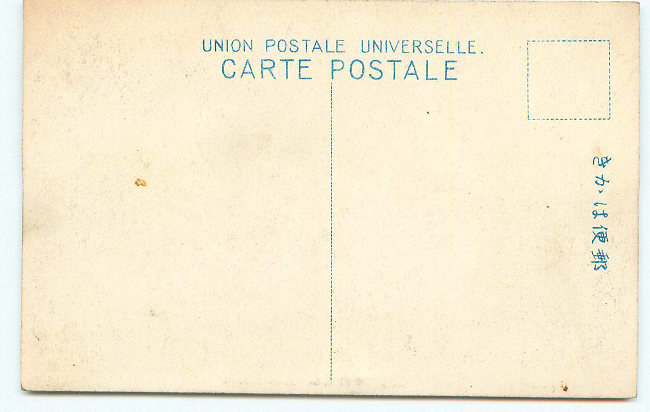 UNION POSTALE UNIVERSELLE.
CARTE POSTALE
郵便はかき